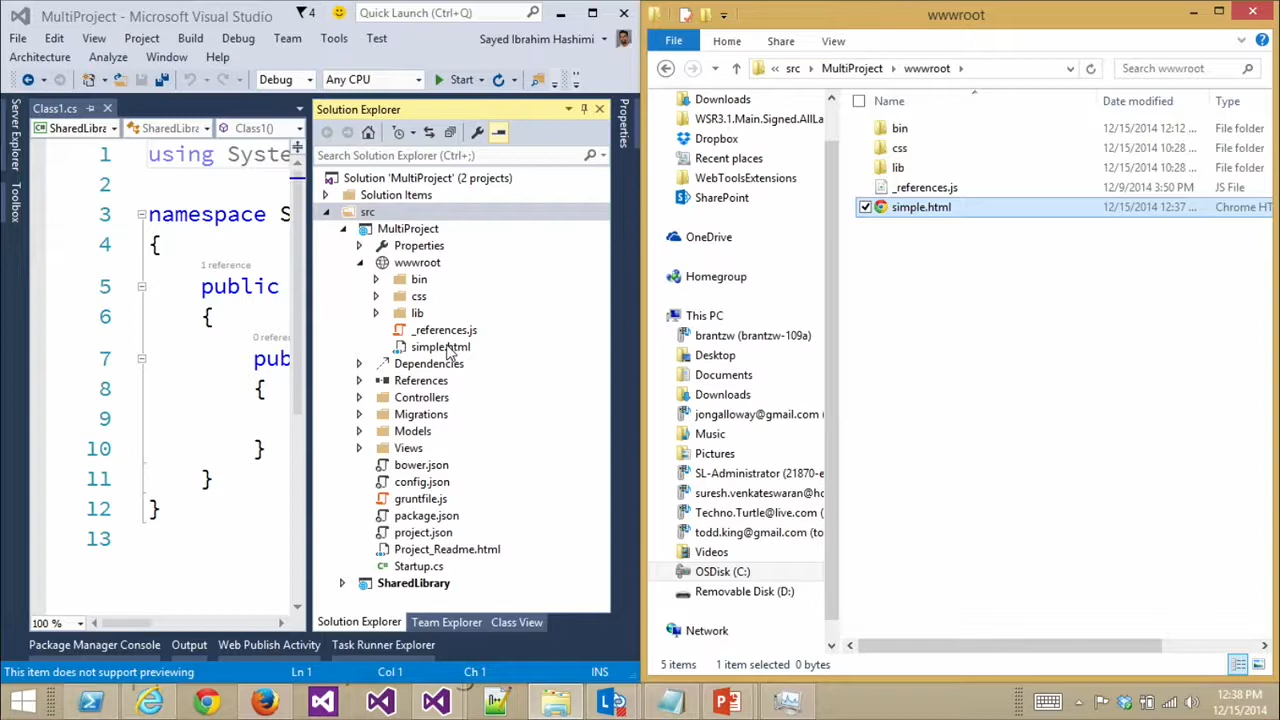 MultiProject - Microsoft Visual Studio
4
Quick Launch (Ctrl+Q)
File Edit View Project Build Debug Team Tools Test
Sayed Ibrahim Hashimi
Architecture Analyze Window Help
Debug Any CPU Start
Server Explorer
Toolbox
Class1.cs
SharedLibra SharedLibra Class1()
1 using Syste
2
3 namespace S
4 {
1 reference
5 public
6 {
0 refere
7 pub
8 {
9
10 }
11 }
12 }
13
100 %
Solution Explorer
Search Solution Explorer (Ctrl+;)
Solution 'MultiProject' (2 projects)
Solution Items
src
MultiProject
Properties
wwwroot
bin
css
lib
_references.js
simple.html
Dependencies
References
Controllers
Migrations
Models
Views
bower.json
config.json
gruntfile.js
package.json
project.json
Project_Readme.html
Startup.cs
SharedLibrary
Solution Explorer Team Explorer Class View
Properties
Package Manager Console Output Web Publish Activity Task Runner Explorer
This item does not support previewing Ln 1 Col 1 Ch 1 INS
wwwroot
File Home Share View
src MultiProject wwwroot
Search wwwroot
Downloads
WSR3.1.Main.Signed.AllLa
Dropbox
Recent places
WebToolsExtensions
SharePoint
OneDrive
Homegroup
This PC
brantzw (brantzw-109a)
Desktop
Documents
Downloads
jongalloway@gmail.com
Music
Pictures
SL-Administrator (21870-e
suresh.venkateswaran@ho
Techno.Turtle@live.com (
todd.king@gmail.com (to
Videos
OSDisk (C:)
Removable Disk (D:)
Network
Name Date modified Type
bin 12/15/2014 12:12 ... File folder
css 12/15/2014 10:28 ... File folder
lib 12/15/2014 10:28 ... File folder
_references.js 12/9/2014 3:50 PM JS File
simple.html 12/15/2014 12:37 ... Chrome HT
5 items 1 item selected 0 bytes
12:38 PM
12/15/2014